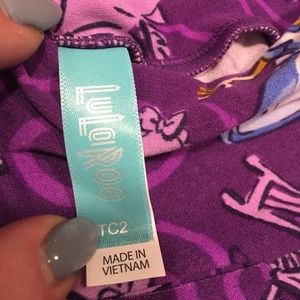 LuLaRoe
TC2
MADE IN
VIETNAM